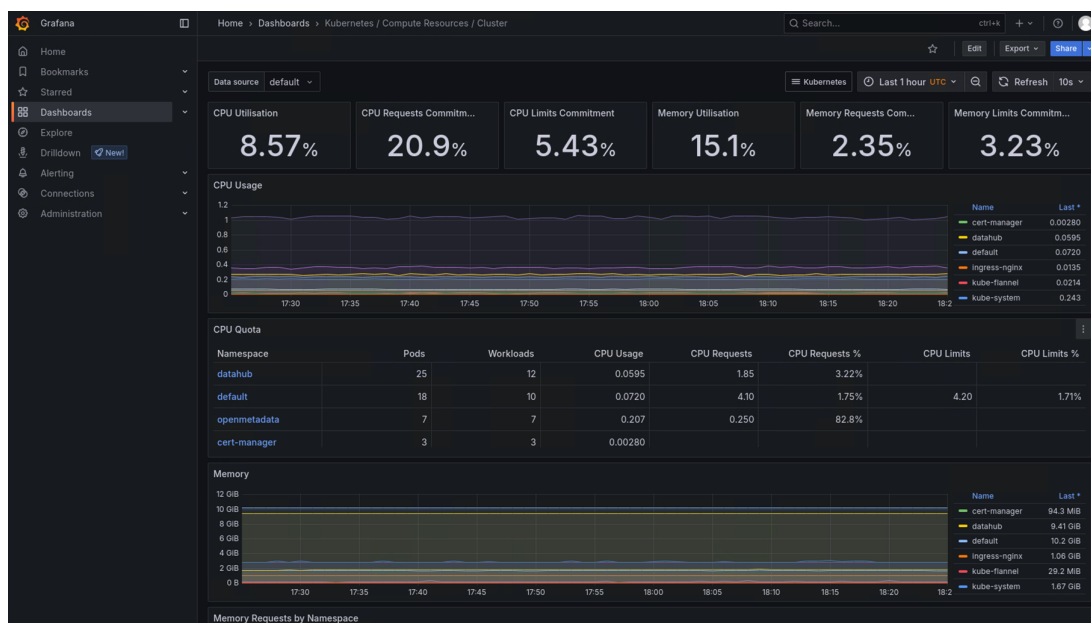 Grafana
Home › Dashboards › Kubernetes / Compute Resources / Cluster
Search...
ctrl+k
Home
Bookmarks
Starred
Dashboards
Explore
Drilldown New!
Alerting
Connections
Administration
Edit Export Share
Data source default
Kubernetes Last 1 hour UTC Refresh 10s
CPU Utilisation
8.57%
CPU Requests Commitm...
20.9%
CPU Limits Commitment
5.43%
Memory Utilisation
15.1%
Memory Requests Com...
2.35%
Memory Limits Commitm...
3.23%
CPU Usage
1.2
1
0.8
0.6
0.4
0.2
0
17:30 17:35 17:40 17:45 17:50 17:55 18:00 18:05 18:10 18:15 18:20 18:2
Name Last *
cert-manager 0.00280
datahub 0.0595
default 0.0720
ingress-nginx 0.0135
kube-flannel 0.0214
kube-system 0.243
CPU Quota
Namespace Pods Workloads CPU Usage CPU Requests CPU Requests % CPU Limits CPU Limits %
datahub 25 12 0.0595 1.85 3.22%
default 18 10 0.0720 4.10 1.75% 4.20 1.71%
openmetadata 7 7 0.207 0.250 82.8%
cert-manager 3 3 0.00280
Memory
12 GiB
10 GiB
8 GiB
6 GiB
4 GiB
2 GiB
0 B
17:30 17:35 17:40 17:45 17:50 17:55 18:00 18:05 18:10 18:15 18:20 18:2
Name Last *
cert-manager 94.3 MiB
datahub 9.41 GiB
default 10.2 GiB
ingress-nginx 1.06 GiB
kube-flannel 29.2 MiB
kube-system 1.67 GiB
Memory Requests by Namespace